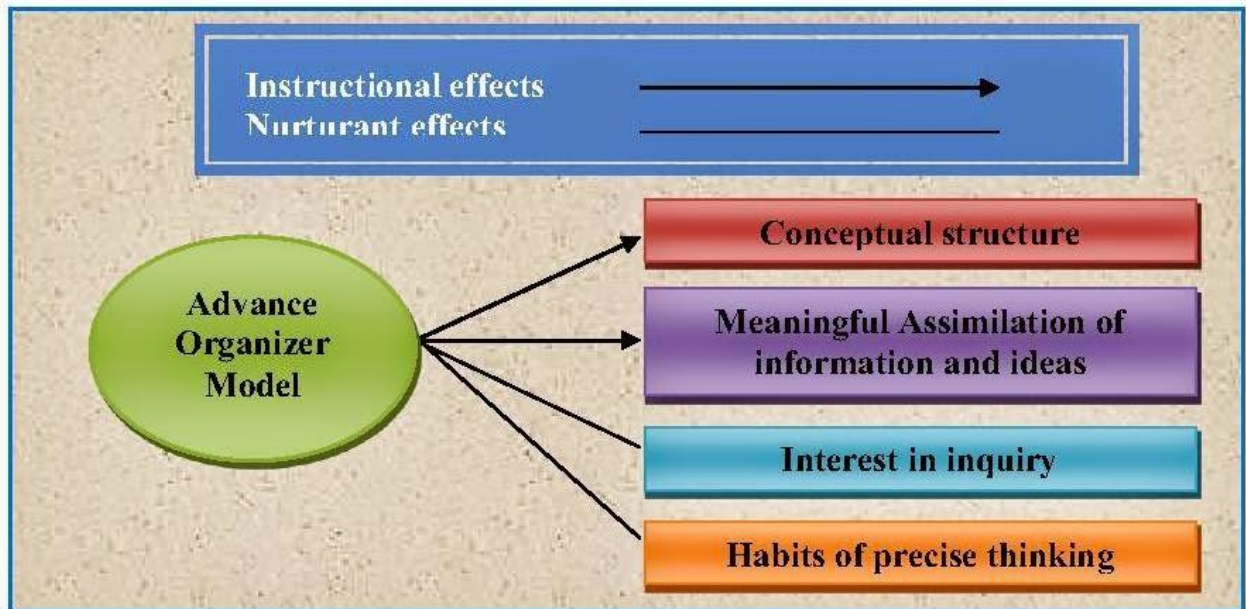 Instructional effects
Nurturant effects
Advance
Organizer
Model
Conceptual structure
Meaningful Assimilation of
information and ideas
Interest in inquiry
Habits of precise thinking